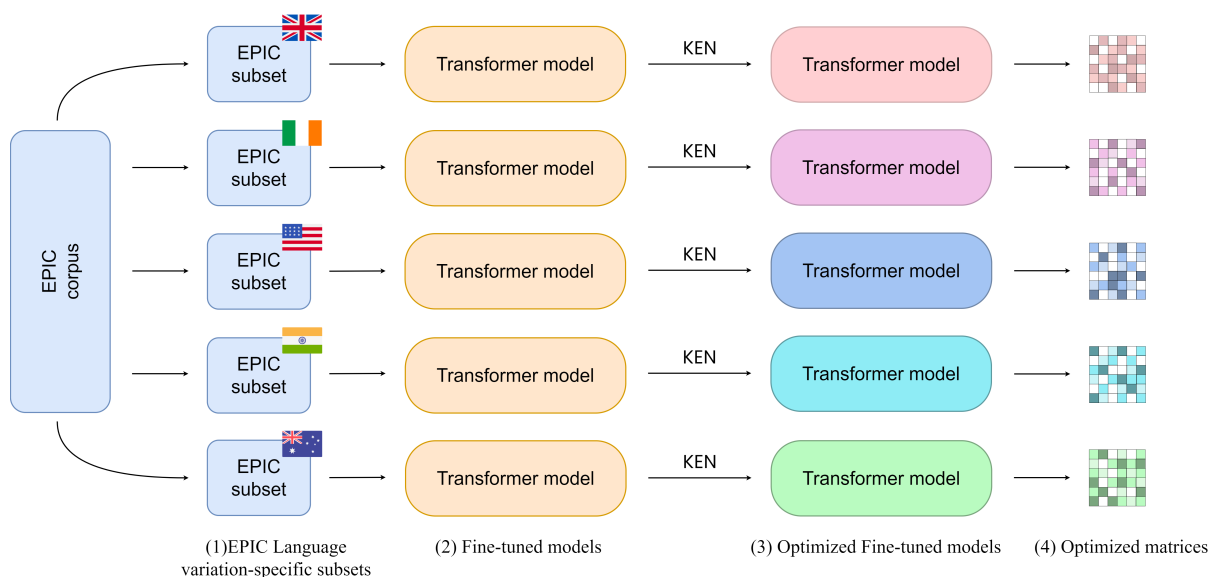 EPIC
corpus
EPIC
subset
Transformer model
KEN
Transformer model
EPIC
subset
Transformer model
KEN
Transformer model
EPIC
subset
Transformer model
KEN
Transformer model
EPIC
subset
Transformer model
KEN
Transformer model
EPIC
subset
Transformer model
KEN
Transformer model
(1)EPIC Language
variation-specific subsets
(2) Fine-tuned models
(3) Optimized Fine-tuned models
(4) Optimized matrices